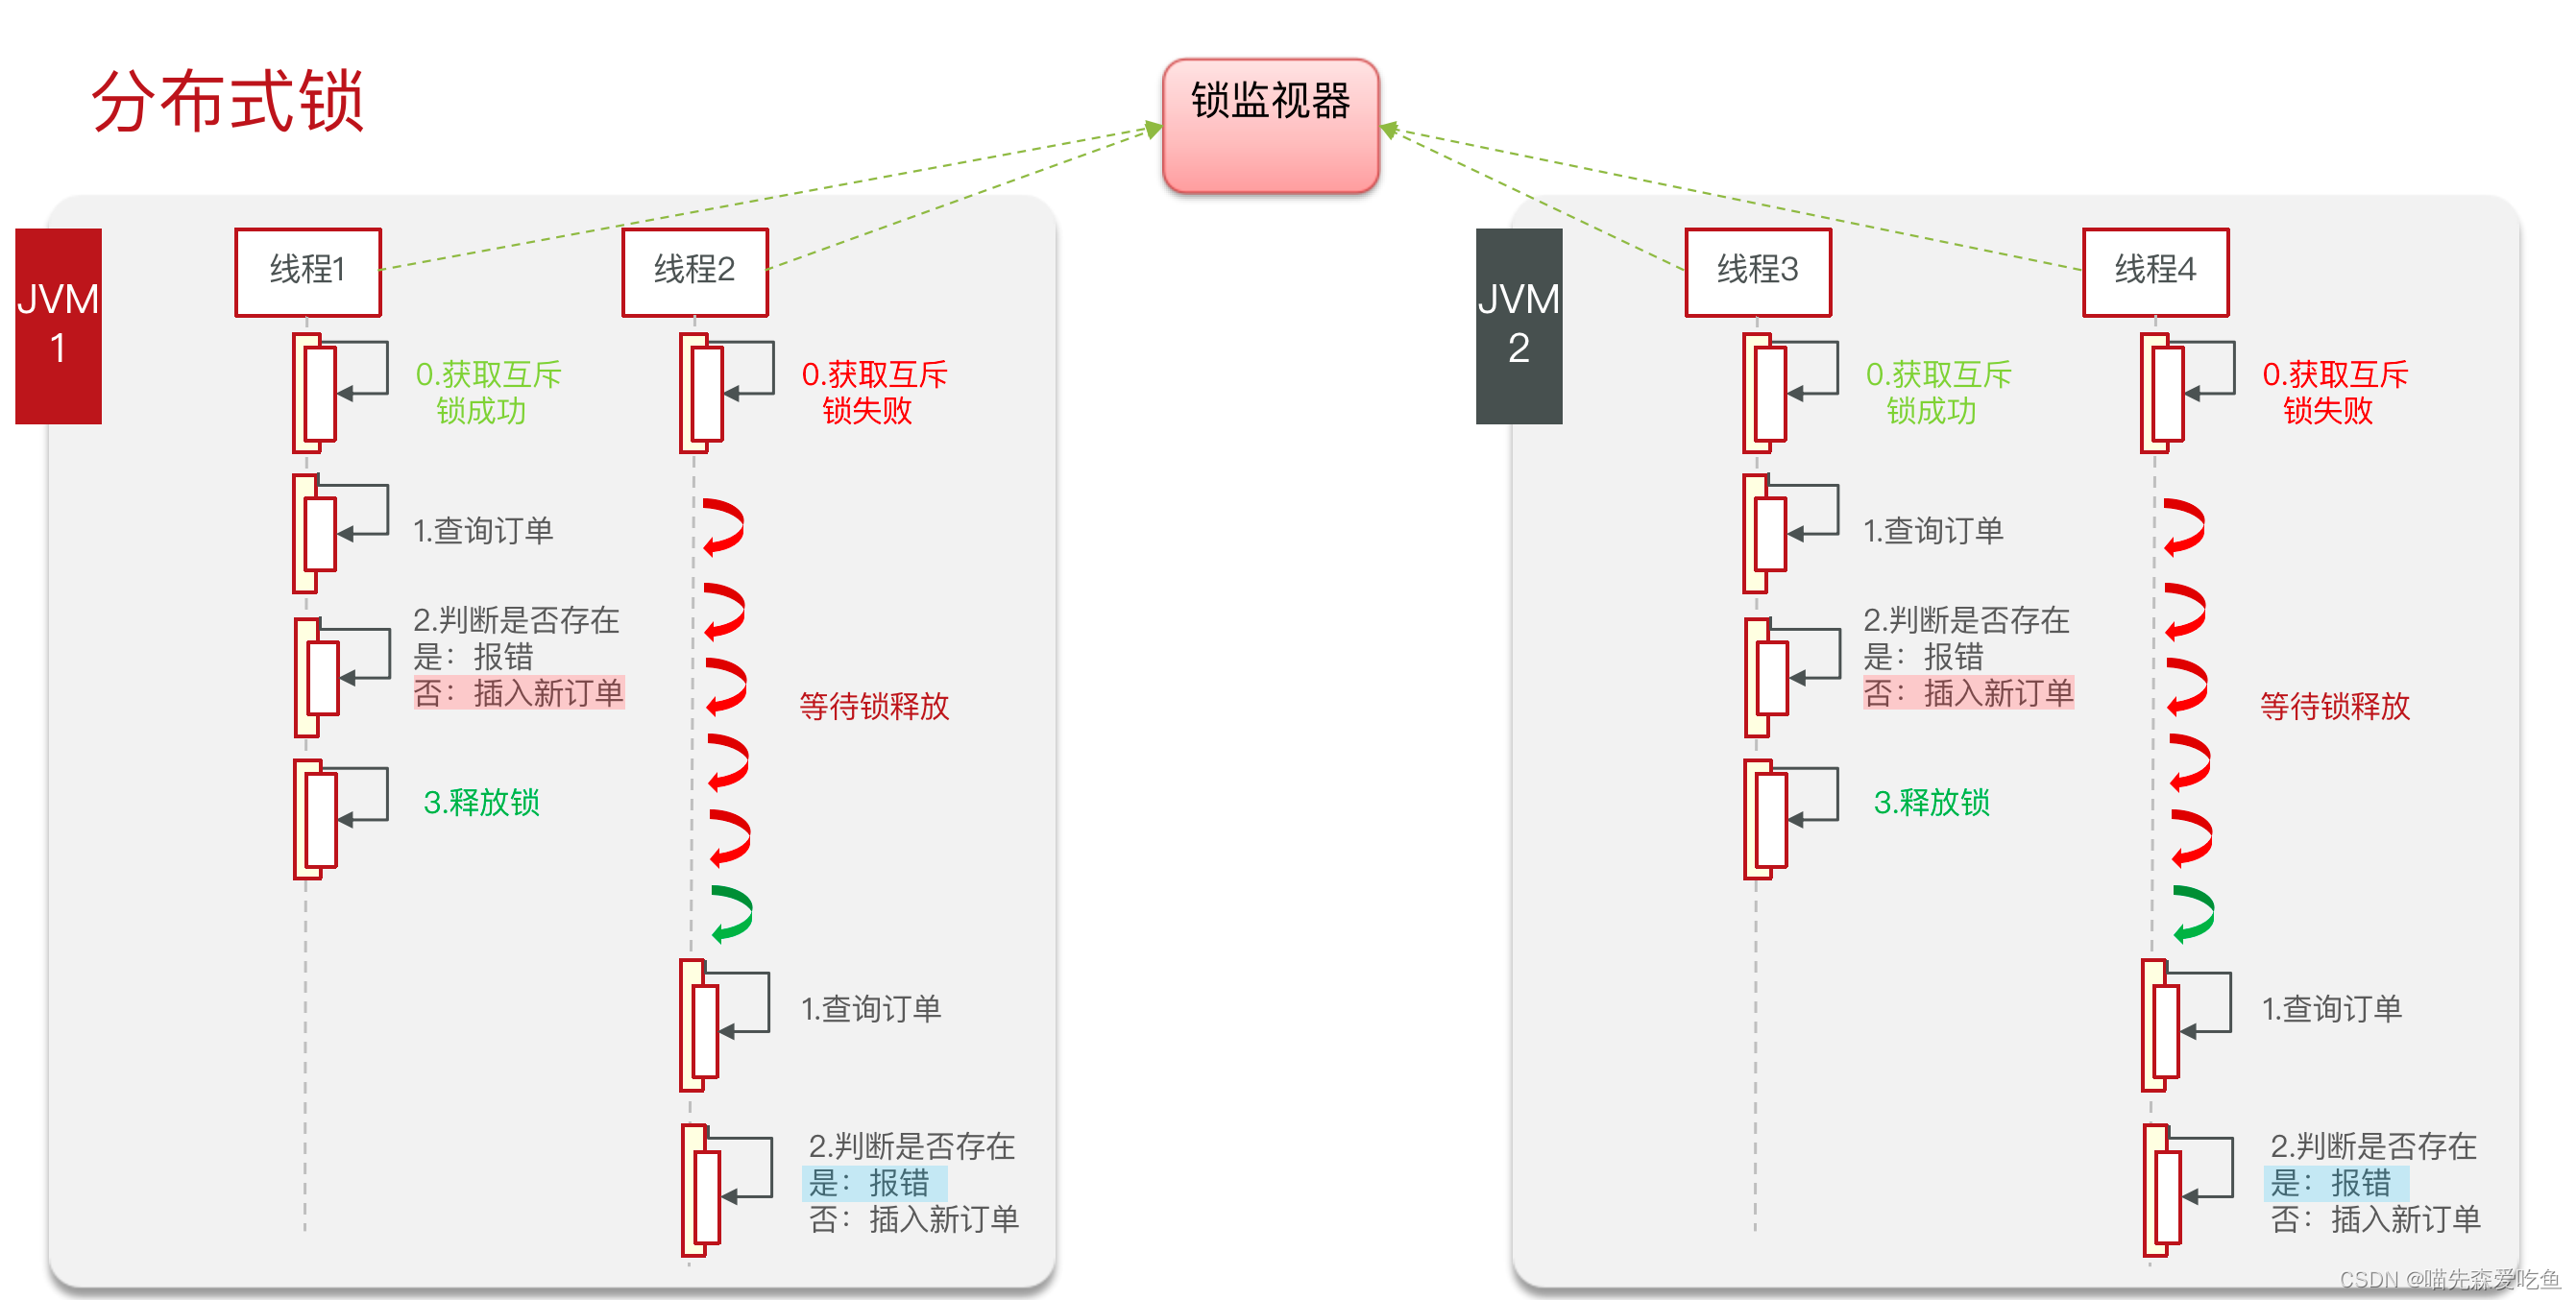 分布式锁
锁监视器
JVM
1
线程1
0.获取互斥
锁成功
1.查询订单
2.判断是否存在
是：报错
否：插入新订单
3.释放锁
线程2
0.获取互斥
锁失败
等待锁释放
1.查询订单
2.判断是否存在
是：报错
否：插入新订单
JVM
2
线程3
0.获取互斥
锁成功
1.查询订单
2.判断是否存在
是：报错
否：插入新订单
3.释放锁
线程4
0.获取互斥
锁失败
等待锁释放
1.查询订单
2.判断是否存在
是：报错
否：插入新订单
CSDN @喵先森爱吃鱼